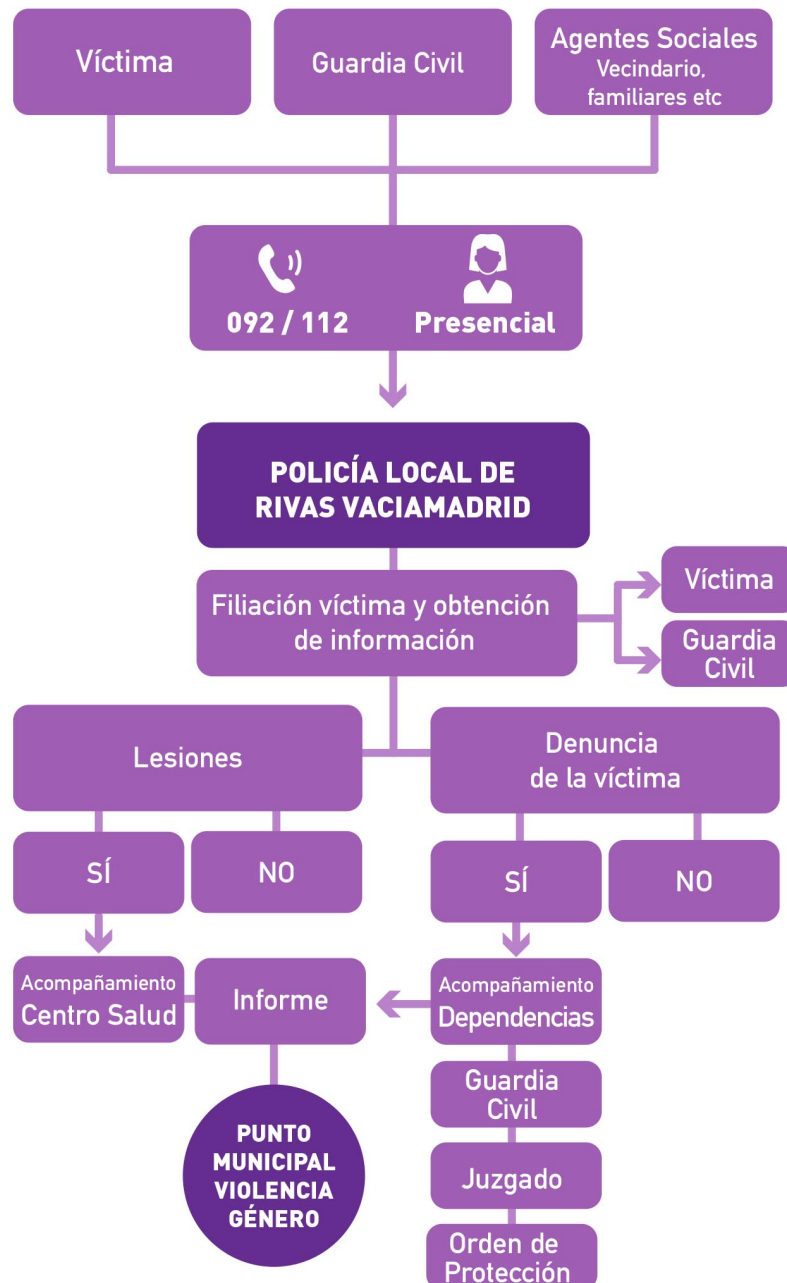 Víctima
Guardia Civil
Agentes Sociales
Vecindario,
familiares etc
092 / 112
Presencial
POLICÍA LOCAL DE
RIVAS VACIAMADRID
Filiación víctima y obtención
de información
Víctima
Guardia
Civil
Lesiones
Denuncia
de la víctima
SÍ
NO
SÍ
NO
Acompañamiento
Centro Salud
Informe
Acompañamiento
Dependencias
Guardia
Civil
PUNTO
MUNICIPAL
VIOLENCIA
GÉNERO
Juzgado
Orden de
Protección